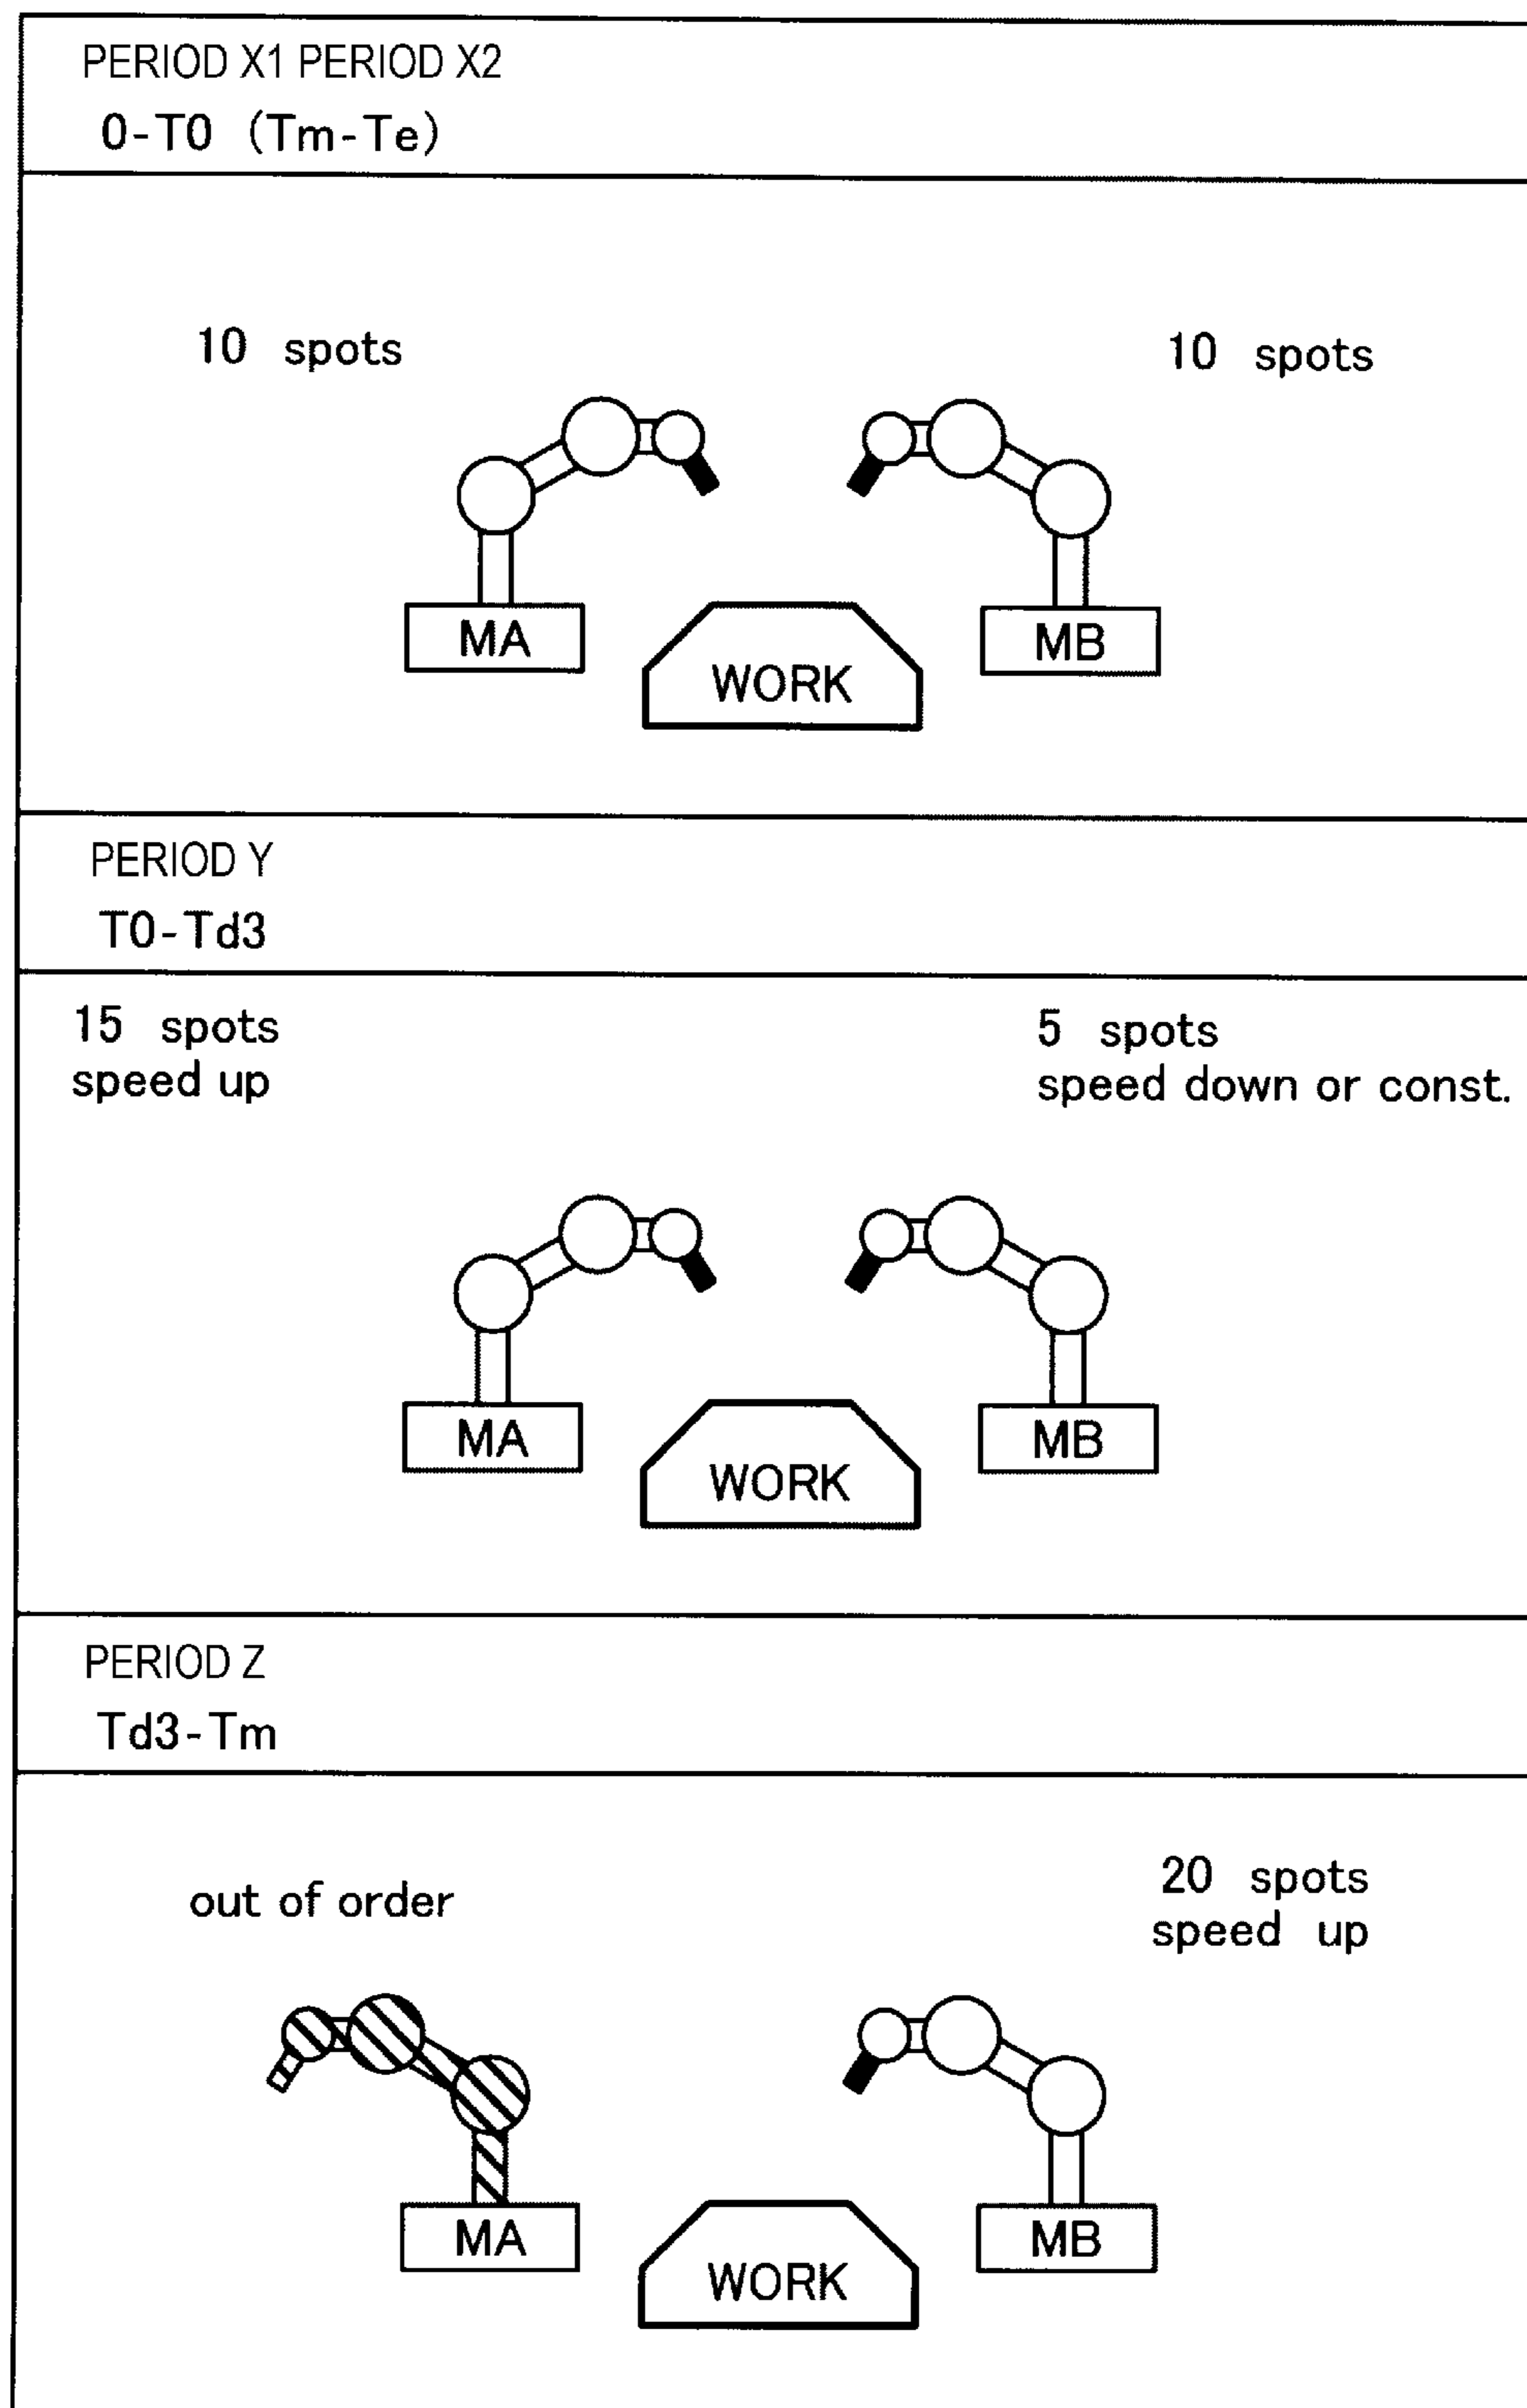 PERIOD X1 PERIOD X2
0-T0 (Tm-Te)
10 spots
10 spots
MA
WORK
MB
PERIOD Y
T0-Td3
15 spots
speed up
5 spots
speed down or const.
MA
WORK
MB
PERIOD Z
Td3-Tm
out of order
20 spots
speed up
MA
WORK
MB